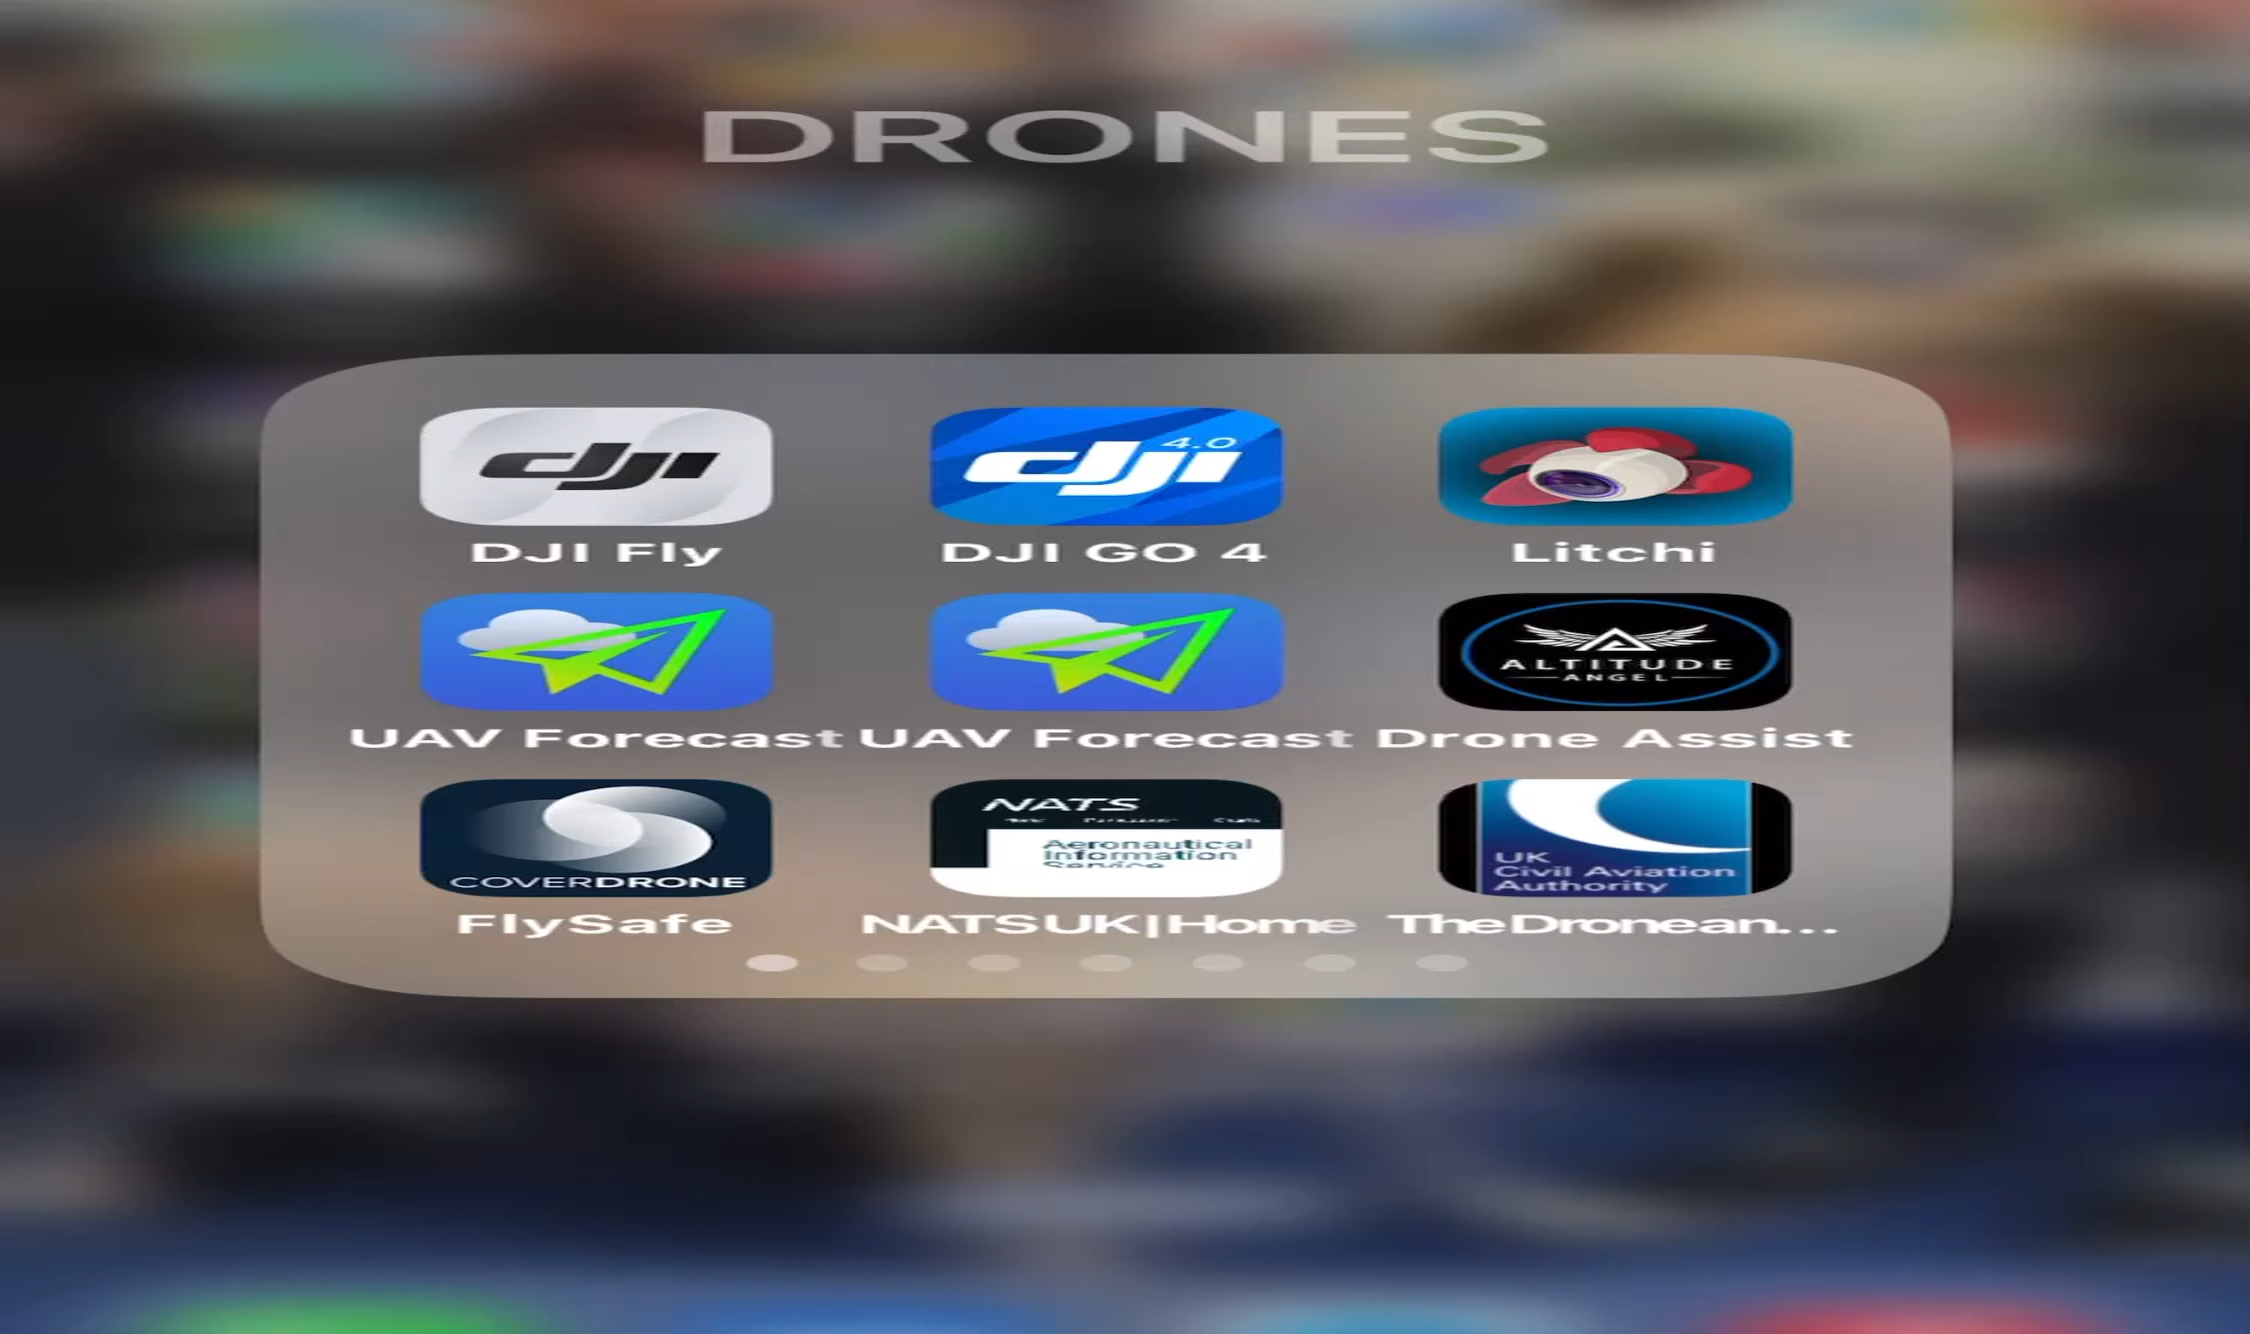 DRONES
dji
4.0
dji
DJI Fly
DJI GO 4
Litchi
ALTITUDE
ANGEL
UAV Forecast
UAV Forecast
Drone Assist
COVERDRONE
NATS
Aeronautical
Information
Service
UK
Civil Aviation
Authority
FlySafe
NATSUK|Home
TheDronean...